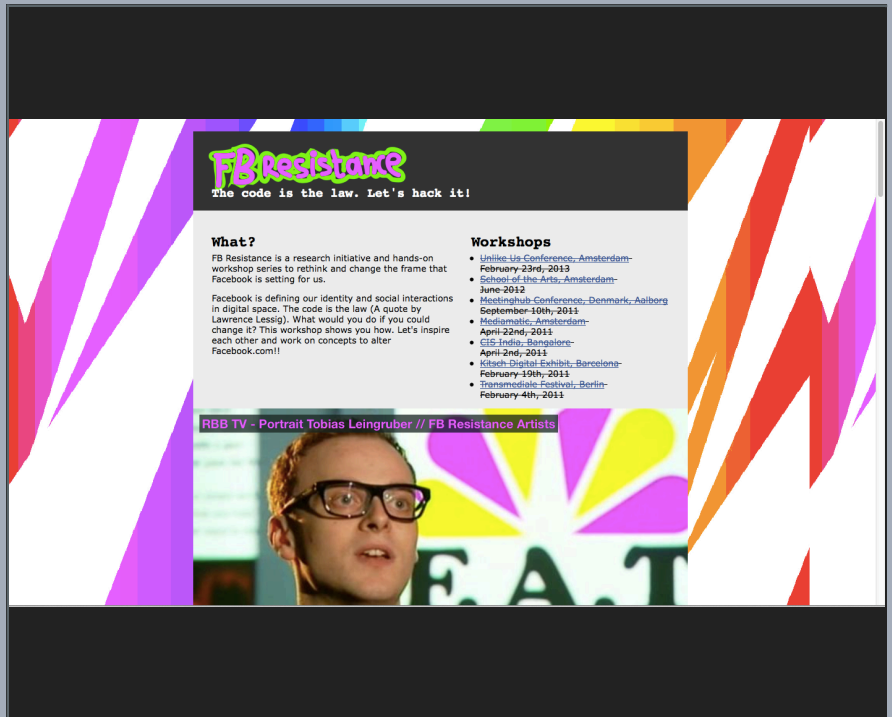 FB Resistance
The code is the law. Let's hack it!
What?
FB Resistance is a research initiative and hands-on
workshop series to rethink and change the frame that
Facebook is setting for us.
Facebook is defining our identity and social interactions
in digital space. The code is the law (A quote by
Lawrence Lessig). What would you do if you could
change it? This workshop shows you how. Let's inspire
each other and work on concepts to alter
Facebook.com!!
Workshops
Unlike Us Conference, Amsterdam
February 23rd, 2013
School of the Arts, Amsterdam
June 2012
Meetinghub Conference, Denmark, Aalborg
September 10th, 2011
Mediamatic, Amsterdam
April 22nd, 2011
CIS India, Bangalore
April 2nd, 2011
Kitsch Digital Exhibit, Barcelona
February 19th, 2011
Transmediale Festival, Berlin
February 4th, 2011
RBB TV - Portrait Tobias Leingruber // FB Resistance Artists
F.A.T